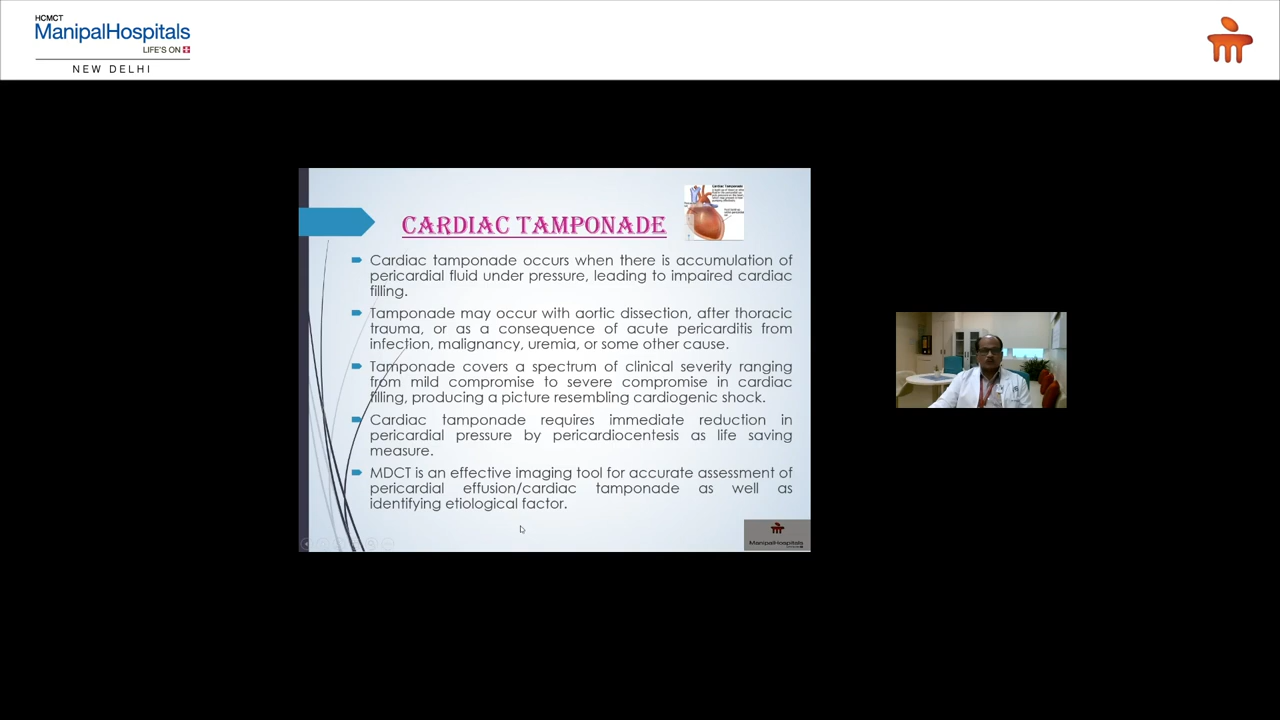 HCMCT
ManipalHospitals
LIFE'S ON
NEW DELHI
CARDIAC TAMPONADE
Cardiac Tamponade
Cardiac tamponade occurs when there is accumulation of
pericardial fluid under pressure, leading to impaired cardiac
filling.
Tamponade may occur with aortic dissection, after thoracic
trauma, or as a consequence of acute pericarditis from
infection, malignancy, uremia, or some other cause.
Tamponade covers a spectrum of clinical severity ranging
from mild compromise to severe compromise in cardiac
filling, producing a picture resembling cardiogenic shock.
Cardiac tamponade requires immediate reduction in
pericardial pressure by pericardiocentesis as life saving
measure.
MDCT is an effective imaging tool for accurate assessment of
pericardial effusion/cardiac tamponade as well as
identifying etiological factor.
ManipalHospitals